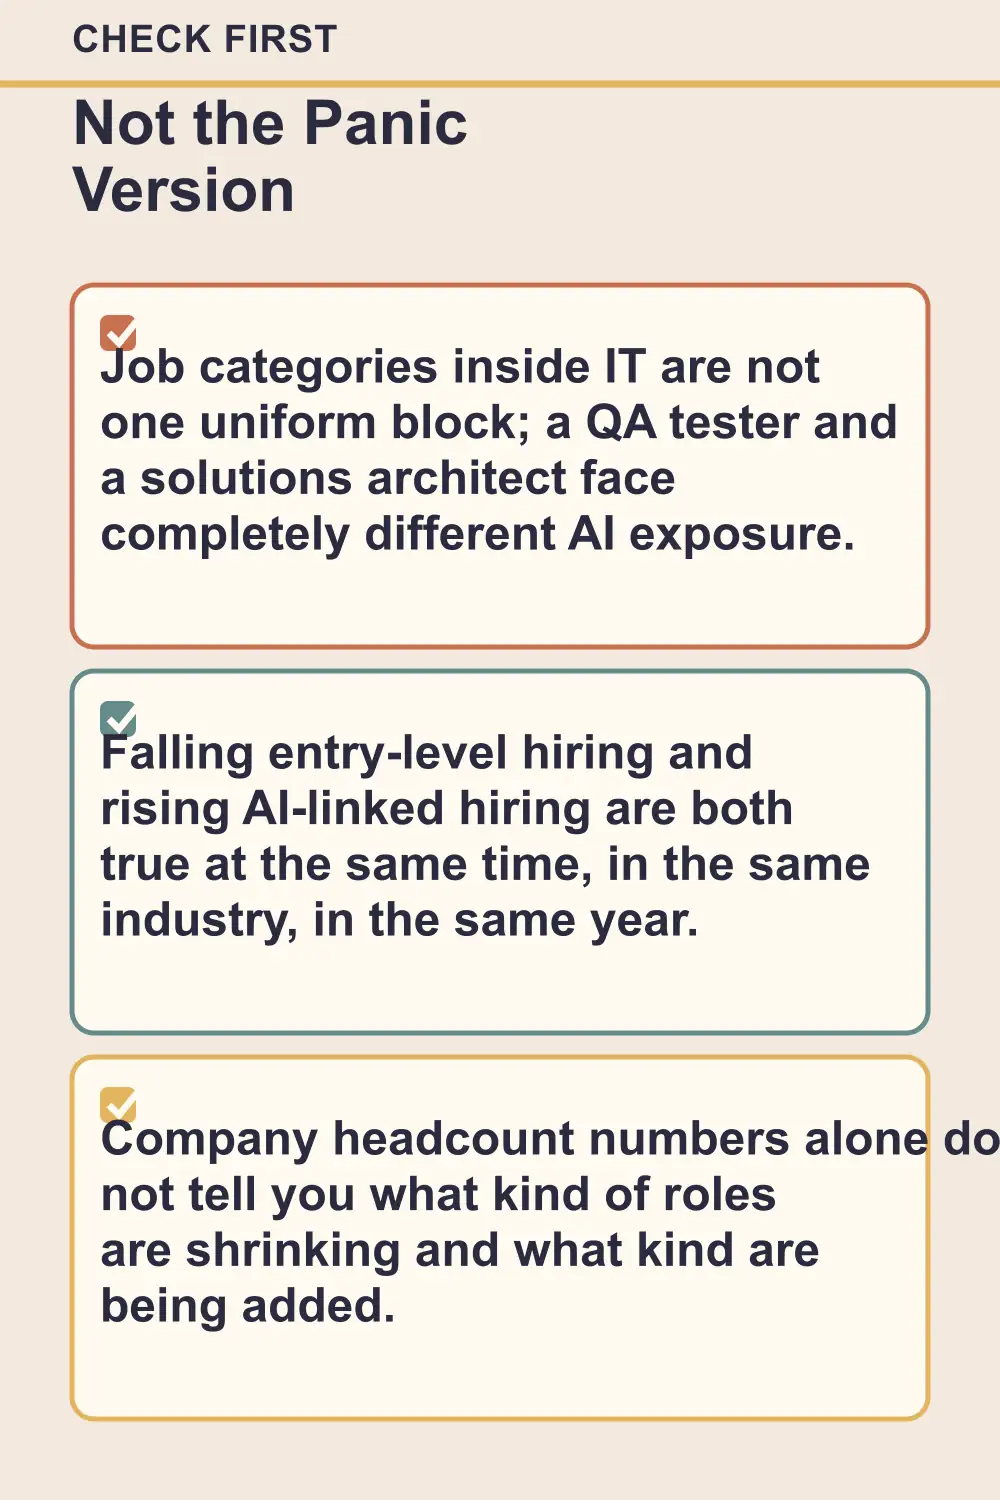 CHECK FIRST
Not the Panic
Version
Job categories inside IT are not
one uniform block; a QA tester and
a solutions architect face
completely different AI exposure.
Falling entry-level hiring and
rising AI-linked hiring are both
true at the same time, in the same
industry, in the same year.
Company headcount numbers alone do
not tell you what kind of roles
are shrinking and what kind are
being added.